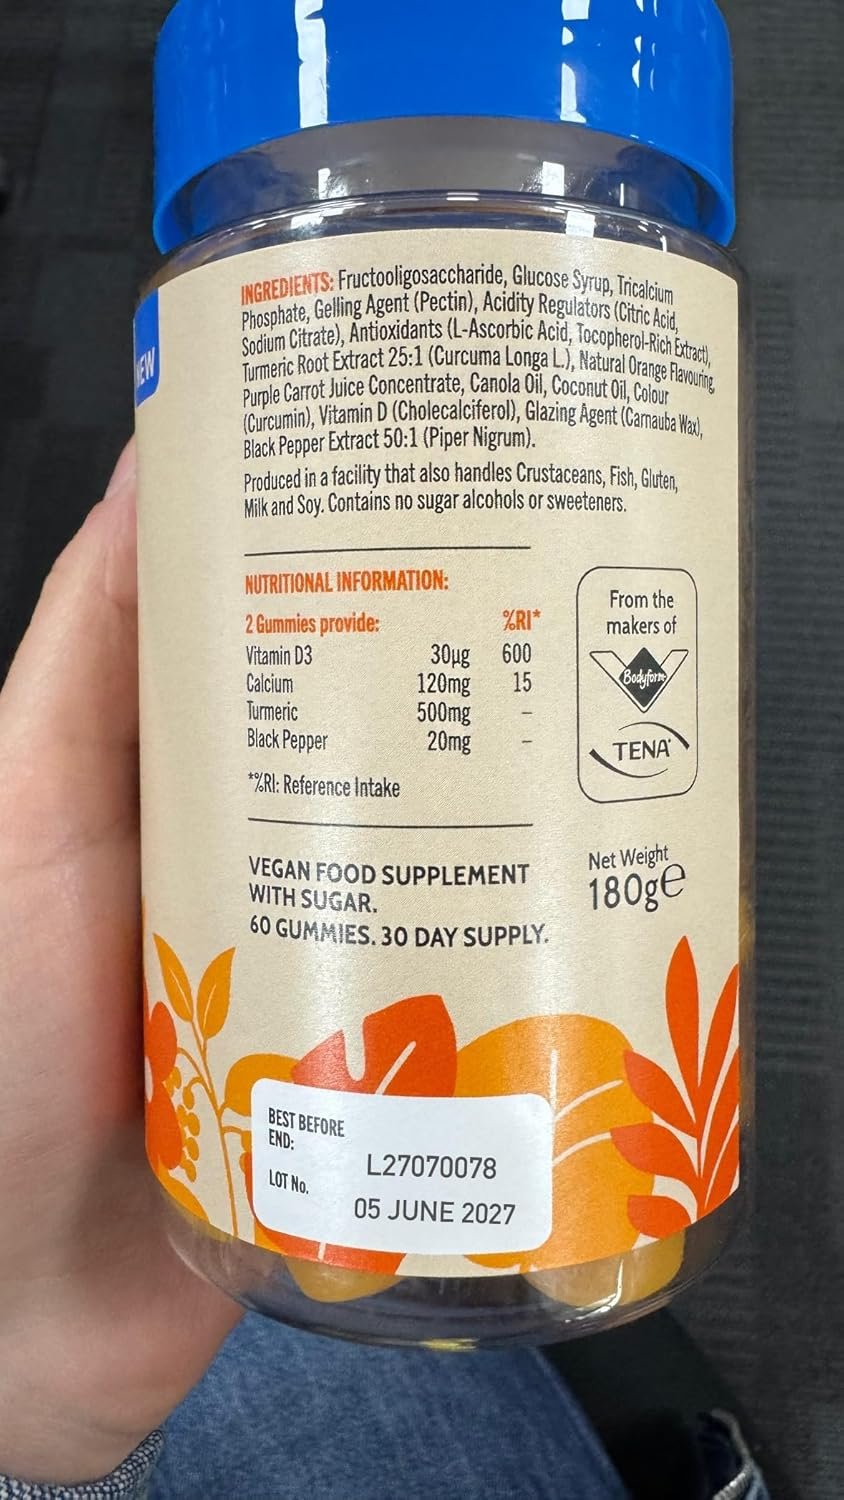 NEW
INGREDIENTS: Fructooligosaccharide, Glucose Syrup, Tricalcium
Phosphate, Gelling Agent (Pectin), Acidity Regulators (Citric Acid,
Sodium Citrate), Antioxidants (L-Ascorbic Acid, Tocopherol-Rich Extract),
Turmeric Root Extract 25:1 (Curcuma Longa L.), Natural Orange Flavouring,
Purple Carrot Juice Concentrate, Canola Oil, Coconut Oil, Colour
(Curcumin), Vitamin D (Cholecalciferol), Glazing Agent (Carnauba Wax),
Black Pepper Extract 50:1 (Piper Nigrum).
Produced in a facility that also handles Crustaceans, Fish, Gluten,
Milk and Soy. Contains no sugar alcohols or sweeteners.
NUTRITIONAL INFORMATION:
2 Gummies provide: %RI*
Vitamin D3 30µg 600
Calcium 120mg 15
Turmeric 500mg –
Black Pepper 20mg –
*%RI: Reference Intake
From the
makers of
Bodyform
TENA
VEGAN FOOD SUPPLEMENT
WITH SUGAR.
60 GUMMIES. 30 DAY SUPPLY.
Net Weight
180g℮
BEST BEFORE
END:
L27070078
LOT No.
05 JUNE 2027